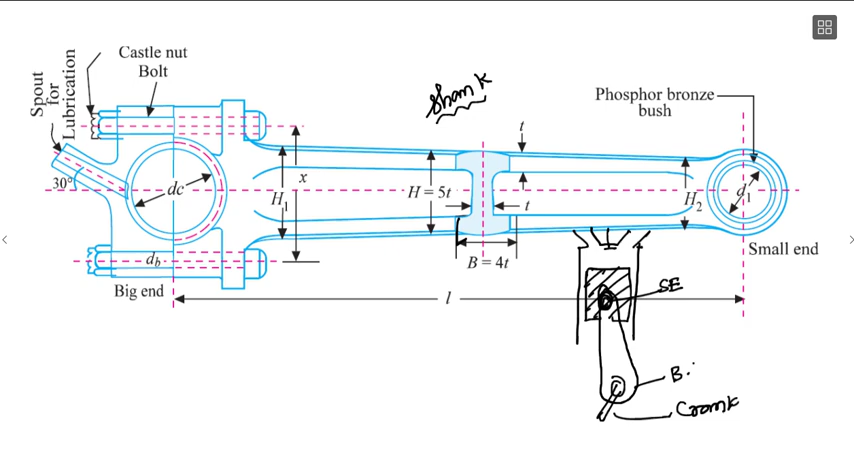 Castle nut
Bolt
Spout
for
Lubrication
30°
dc
db
Big end
x
H1
H = 5t
B = 4t
t
t
Shank
Phosphor bronze
bush
H2
d1
Small end
l
SE
B.
Crank